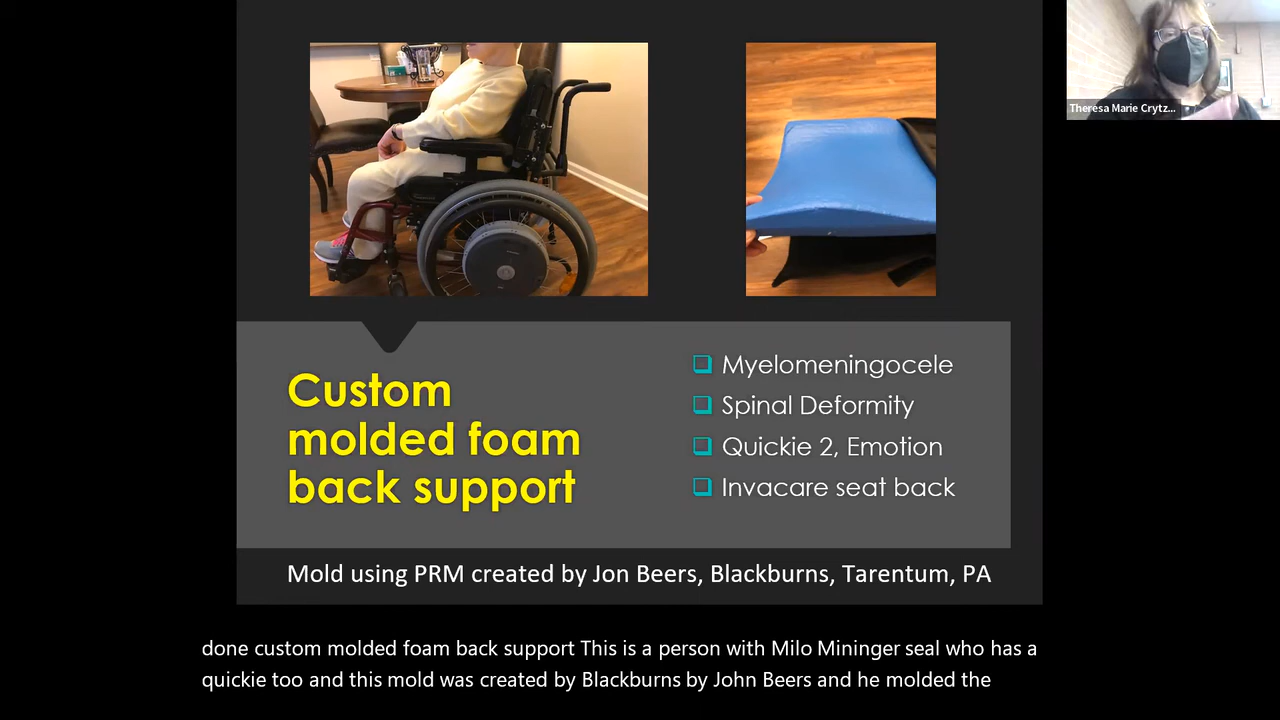 Theresa Marie Crytz...
Custom
molded foam
back support
❑ Myelomeningocele
❑ Spinal Deformity
❑ Quickie 2, Emotion
❑ Invacare seat back
Mold using PRM created by Jon Beers, Blackburns, Tarentum, PA
done custom molded foam back support This is a person with Milo Mininger seal who has a
quickie too and this mold was created by Blackburns by John Beers and he molded the